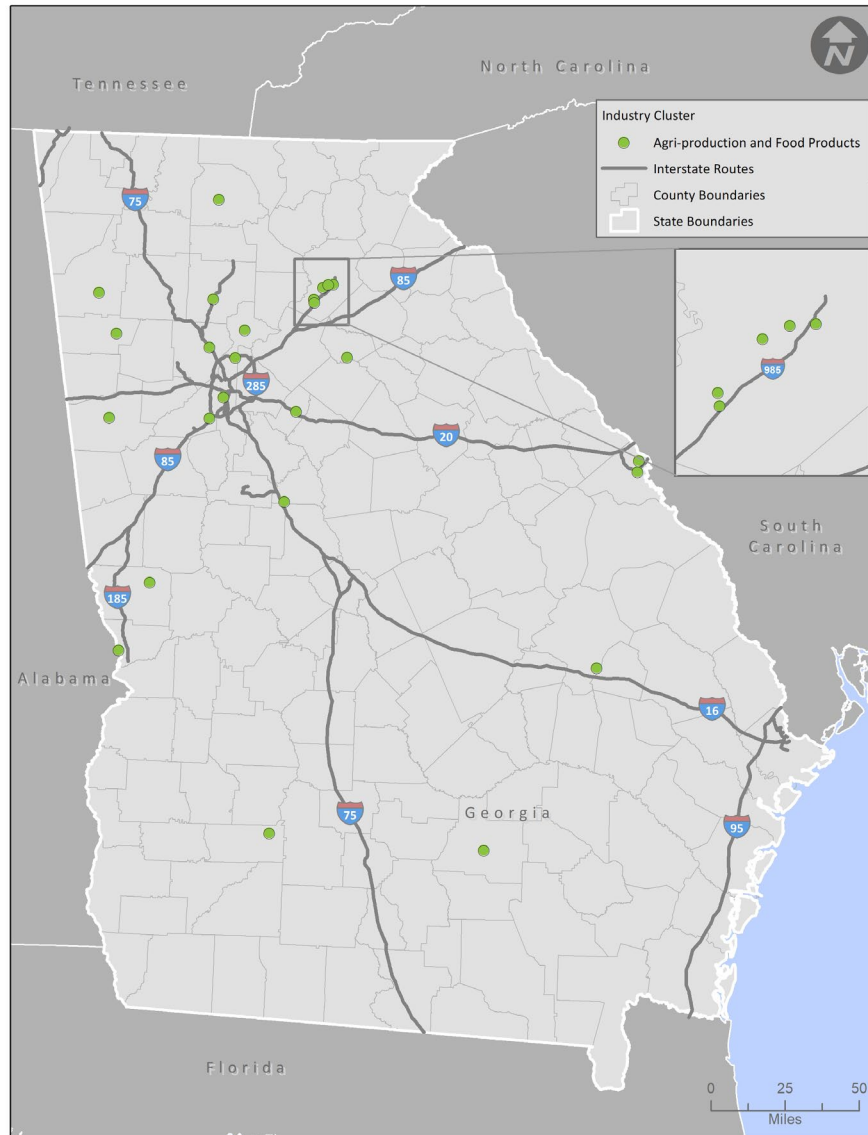 Tennessee
North Carolina
N
Industry Cluster
Agri-production and Food Products
Interstate Routes
County Boundaries
State Boundaries
75
85
985
285
20
85
South
Carolina
185
Alabama
16
75
Georgia
95
Florida
0 25 50
Miles